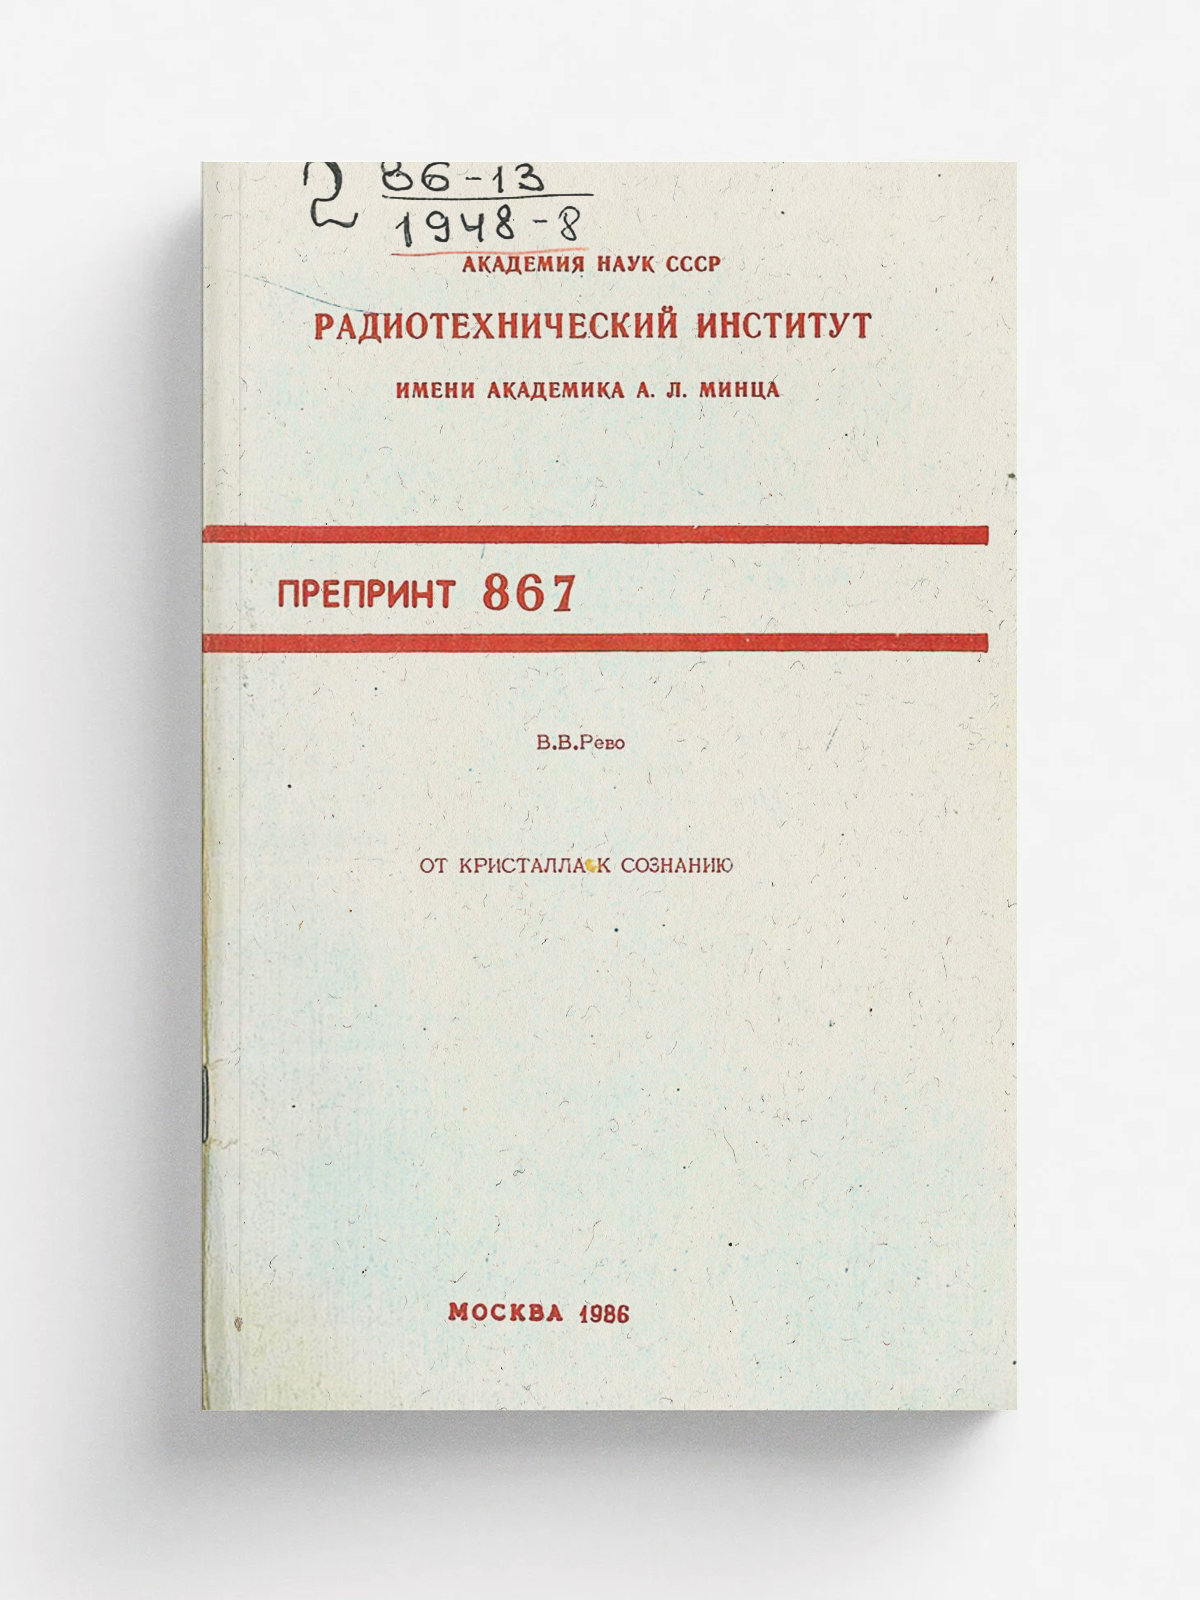 2 86-13
1948-8
АКАДЕМИЯ НАУК СССР
РАДИОТЕХНИЧЕСКИЙ ИНСТИТУТ
ИМЕНИ АКАДЕМИКА А. Л. МИНЦА
ПРЕПРИНТ 867
В.В.Рево
ОТ КРИСТАЛЛА К СОЗНАНИЮ
МОСКВА 1986